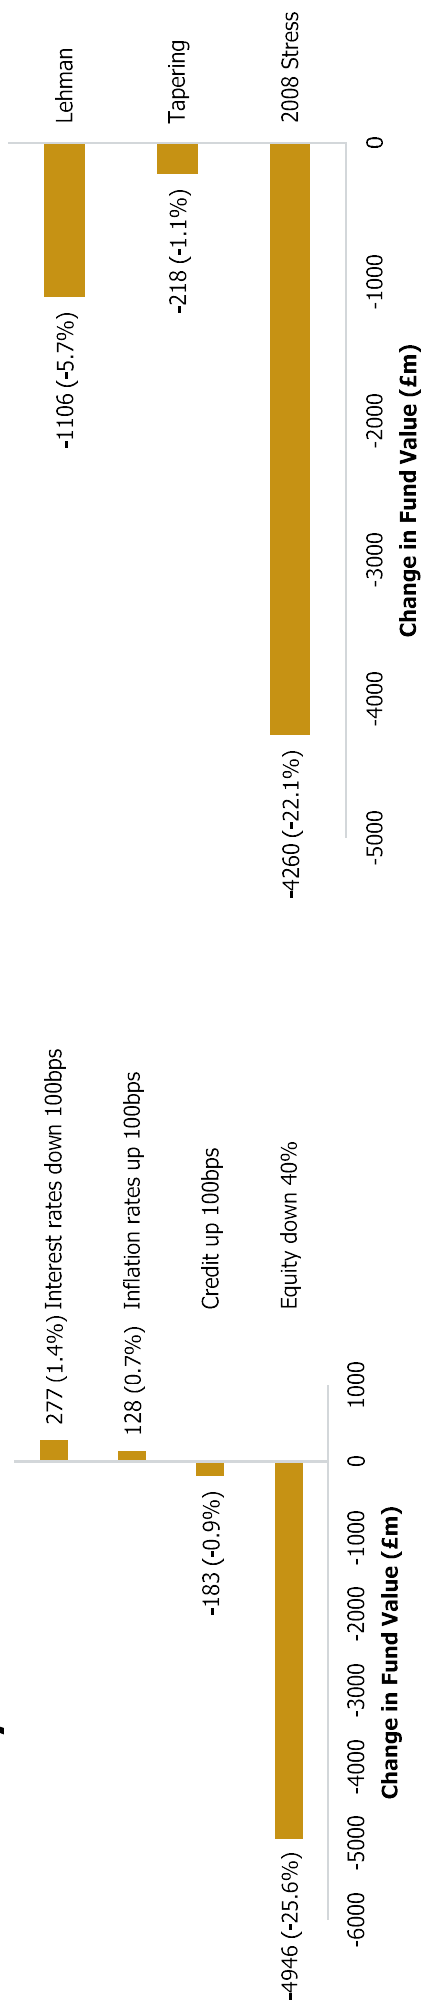 277 (1.4%) Interest rates down 100bps
128 (0.7%) Inflation rates up 100bps
-183 (-0.9%) Credit up 100bps
-4946 (-25.6%) Equity down 40%
-6000 -5000 -4000 -3000 -2000 -1000 0 1000
Change in Fund Value (£m)
-1106 (-5.7%) Lehman
-218 (-1.1%) Tapering
-4260 (-22.1%) 2008 Stress
-5000 -4000 -3000 -2000 -1000 0
Change in Fund Value (£m)